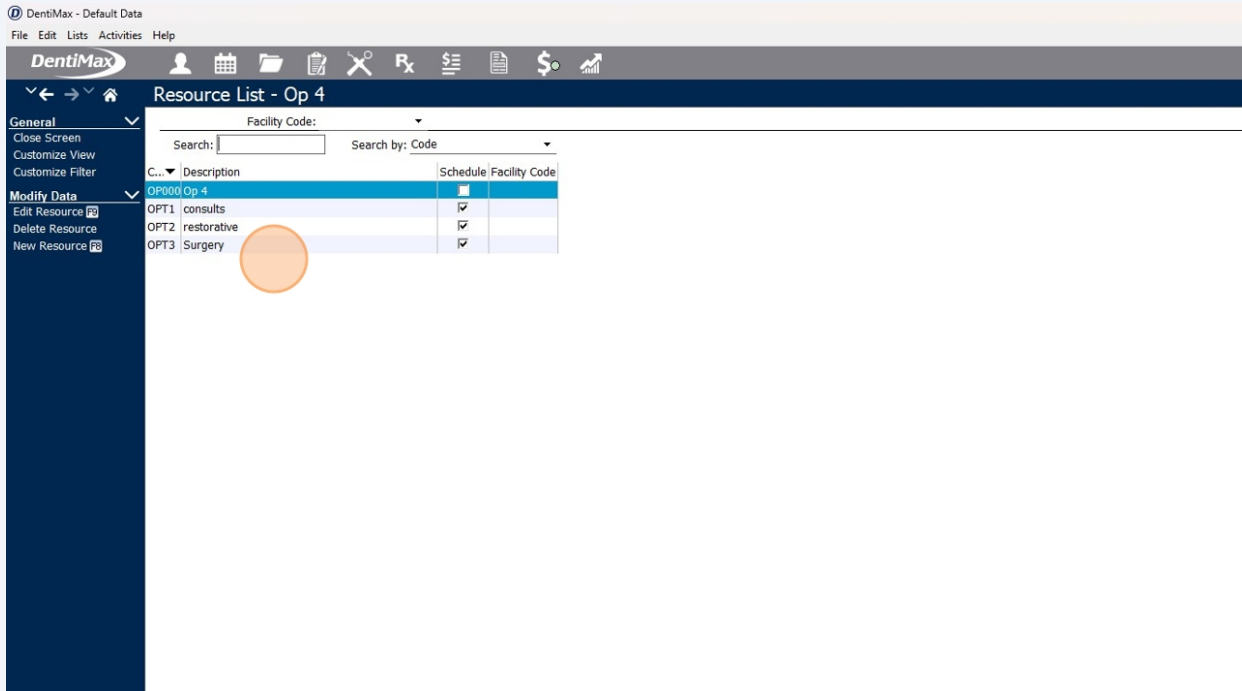 DentiMax - Default Data
File Edit Lists Activities Help
DentiMax
Resource List - Op 4
General
Close Screen
Customize View
Customize Filter
Modify Data
Edit Resource F9
Delete Resource
New Resource F8
Facility Code:
Search: Search by: Code
C... Description Schedule Facility Code
OP000 Op 4
OPT1 consults
OPT2 restorative
OPT3 Surgery